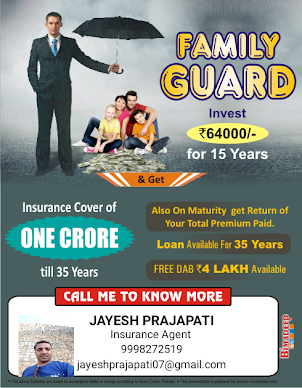 FAMILY
GUARD
Invest
₹64000/-
for 15 Years
& Get
Insurance Cover of
ONE CRORE
till 35 Years
Also On Maturity get Return of
Your Total Premium Paid.
Loan Available For 35 Years
FREE DAB ₹4 LAKH Available
CALL ME TO KNOW MORE
JAYESH PRAJAPATI
Insurance Agent
9998272519
jayeshprajapati07@gmail.com